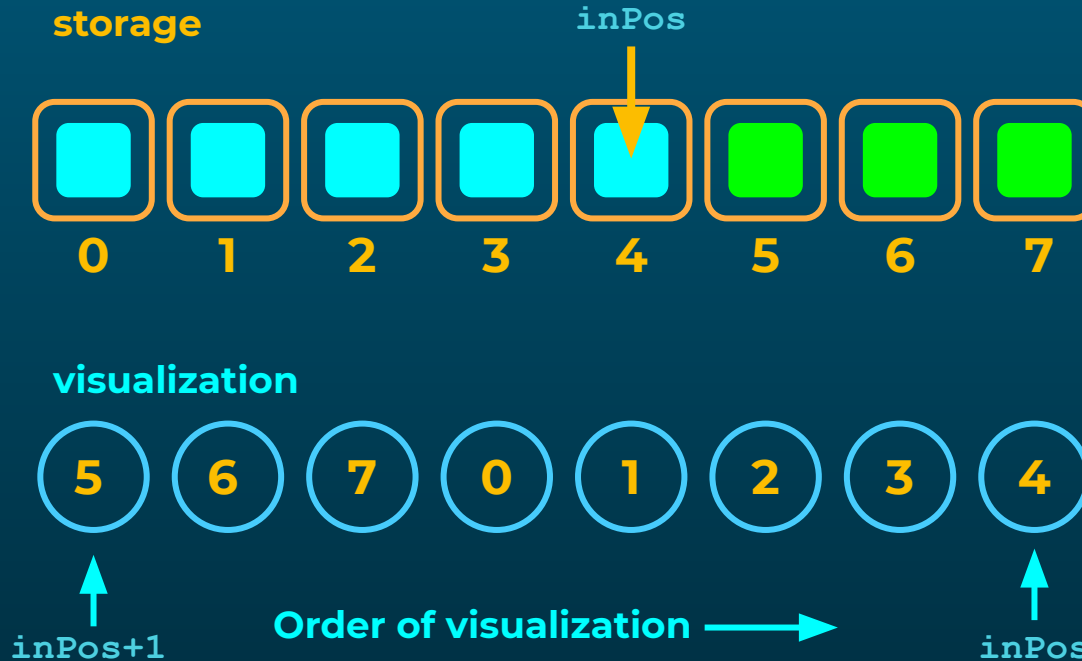 storage
inPos
0 1 2 3 4 5 6 7
visualization
5 6 7 0 1 2 3 4
Order of visualization
inPos+1
inPos